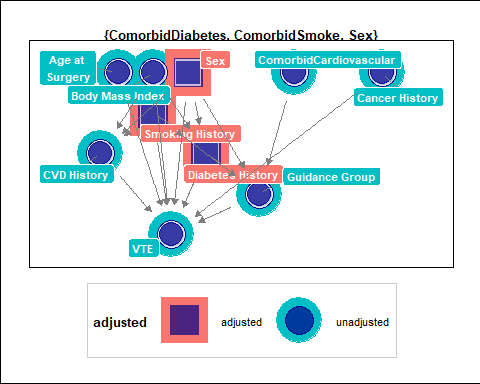 {ComorbidDiabetes, ComorbidSmoke, Sex}
Age at
Surgery
Sex
ComorbidCardiovascular
Body Mass Index
Cancer History
Smoking History
CVD History
Diabetes History
Guidance Group
VTE
adjusted
adjusted
unadjusted